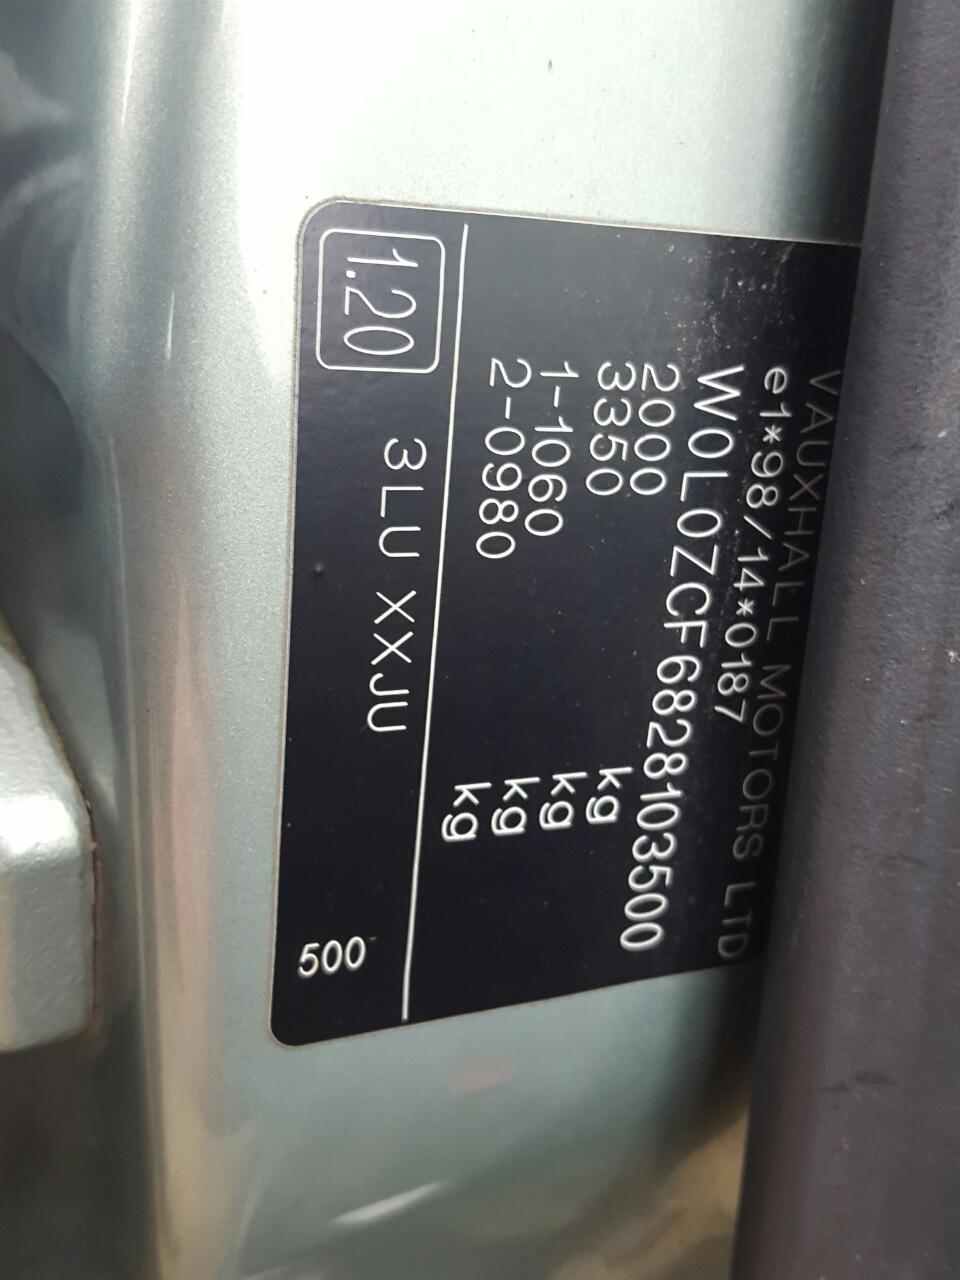 VAUXHALL MOTORS LTD
e1*98/14*0187
W0L0ZCF6828103500
2000 kg
3350 kg
1-1060 kg
2-0980 kg
1.20
3LU XXJU
500